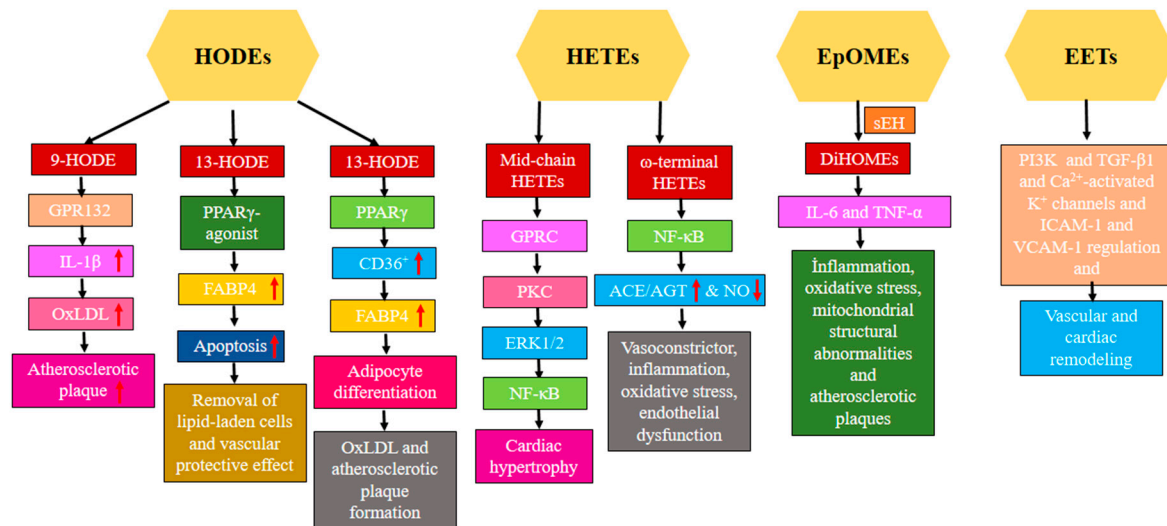 HODEs
HETEs
EpOMEs
EETs
sEH
9-HODE
GPR132
IL-1β
OxLDL
Atherosclerotic
plaque
13-HODE
PPARγ-
agonist
FABP4
Apoptosis
Removal of
lipid-laden cells
and vascular
protective effect
13-HODE
PPARγ
CD36⁺
FABP4
Adipocyte
differentiation
OxLDL and
atherosclerotic
plaque
formation
Mid-chain
HETEs
GPRC
PKC
ERK1/2
NF-κB
Cardiac
hypertrophy
ω-terminal
HETEs
NF-κB
ACE/AGT & NO
Vasoconstrictor,
inflammation,
oxidative stress,
endothelial
dysfunction
DiHOMEs
IL-6 and TNF-α
İnflammation,
oxidative stress,
mitochondrial
structural
abnormalities
and
atherosclerotic
plaques
PI3K and TGF-β1
and Ca²⁺-activated
K⁺ channels and
ICAM-1 and
VCAM-1 regulation
and
Vascular and
cardiac
remodeling